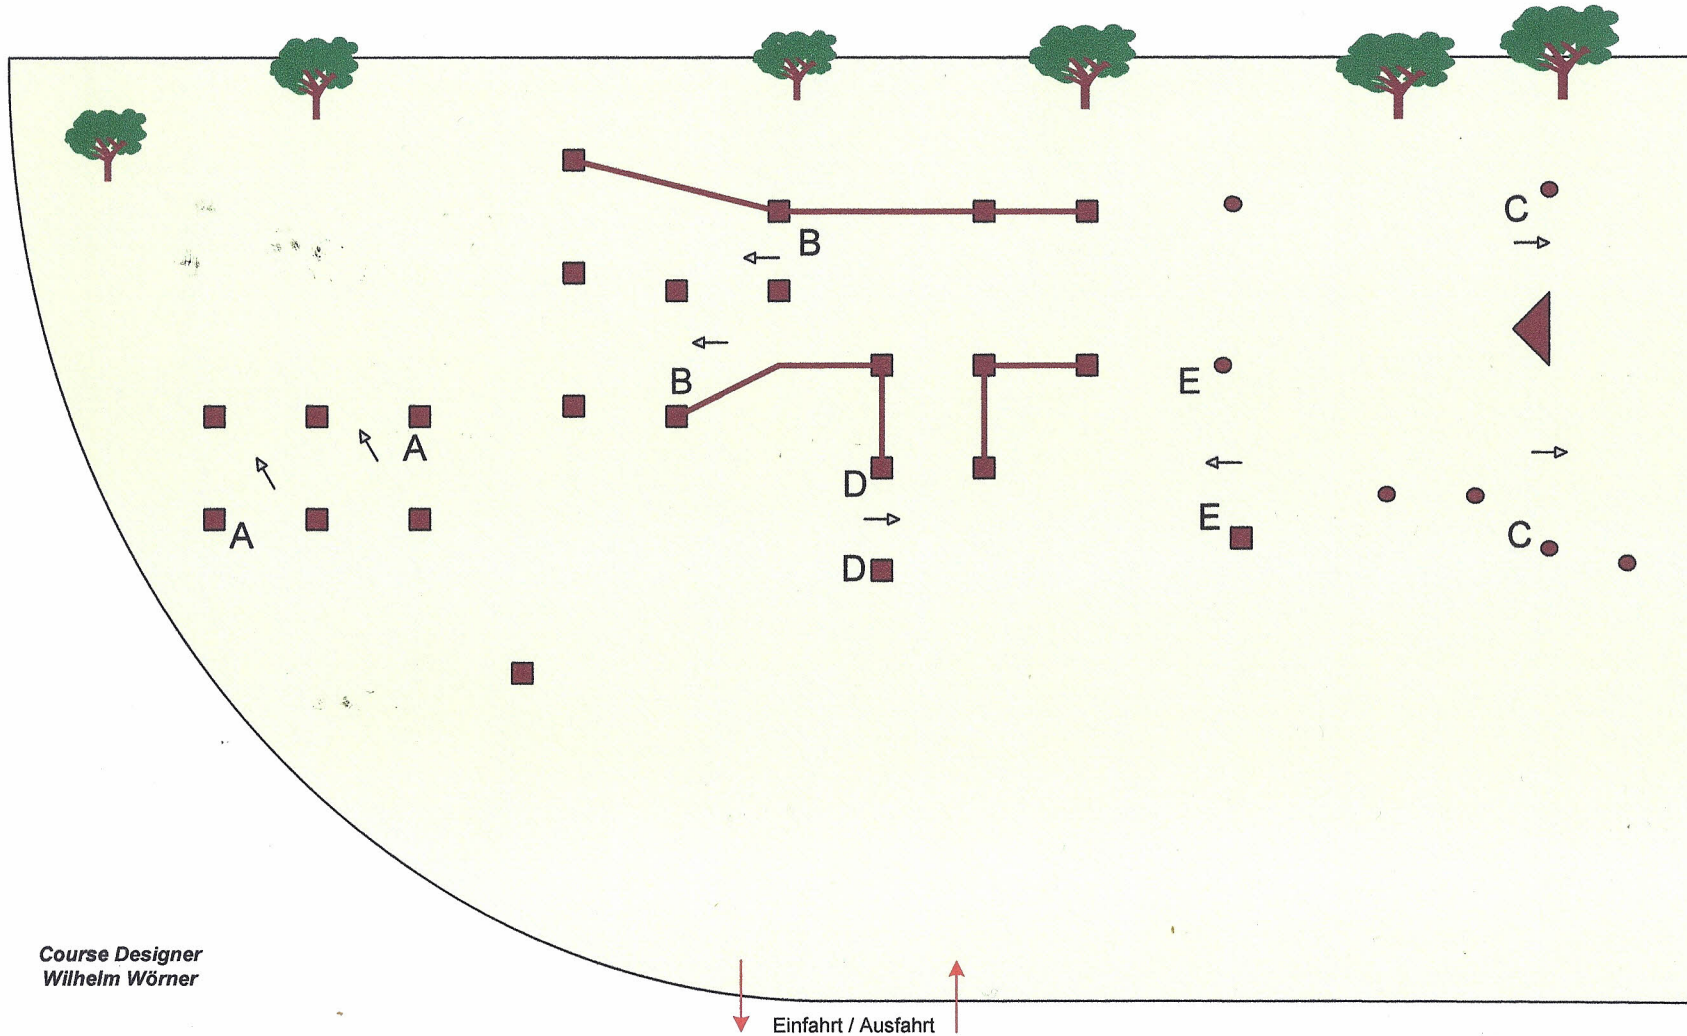 C
B
B
E
A
D
E
A
C
D
Course Designer
Wilhelm Wörner
Einfahrt / Ausfahrt